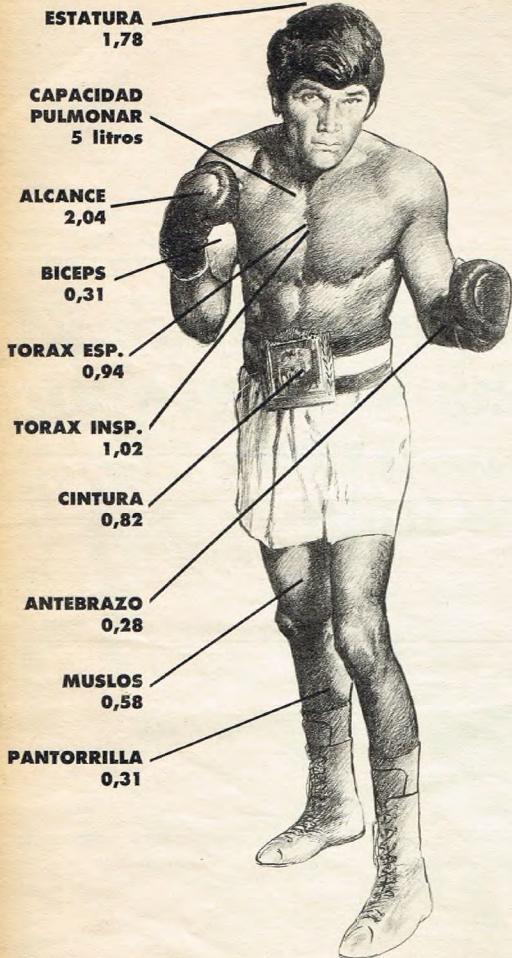 ESTATURA
1,78
CAPACIDAD
PULMONAR
5 litros
ALCANCE
2,04
BICEPS
0,31
TORAX ESP.
0,94
TORAX INSP.
1,02
CINTURA
0,82
ANTEBRAZO
0,28
MUSLOS
0,58
PANTORRILLA
0,31